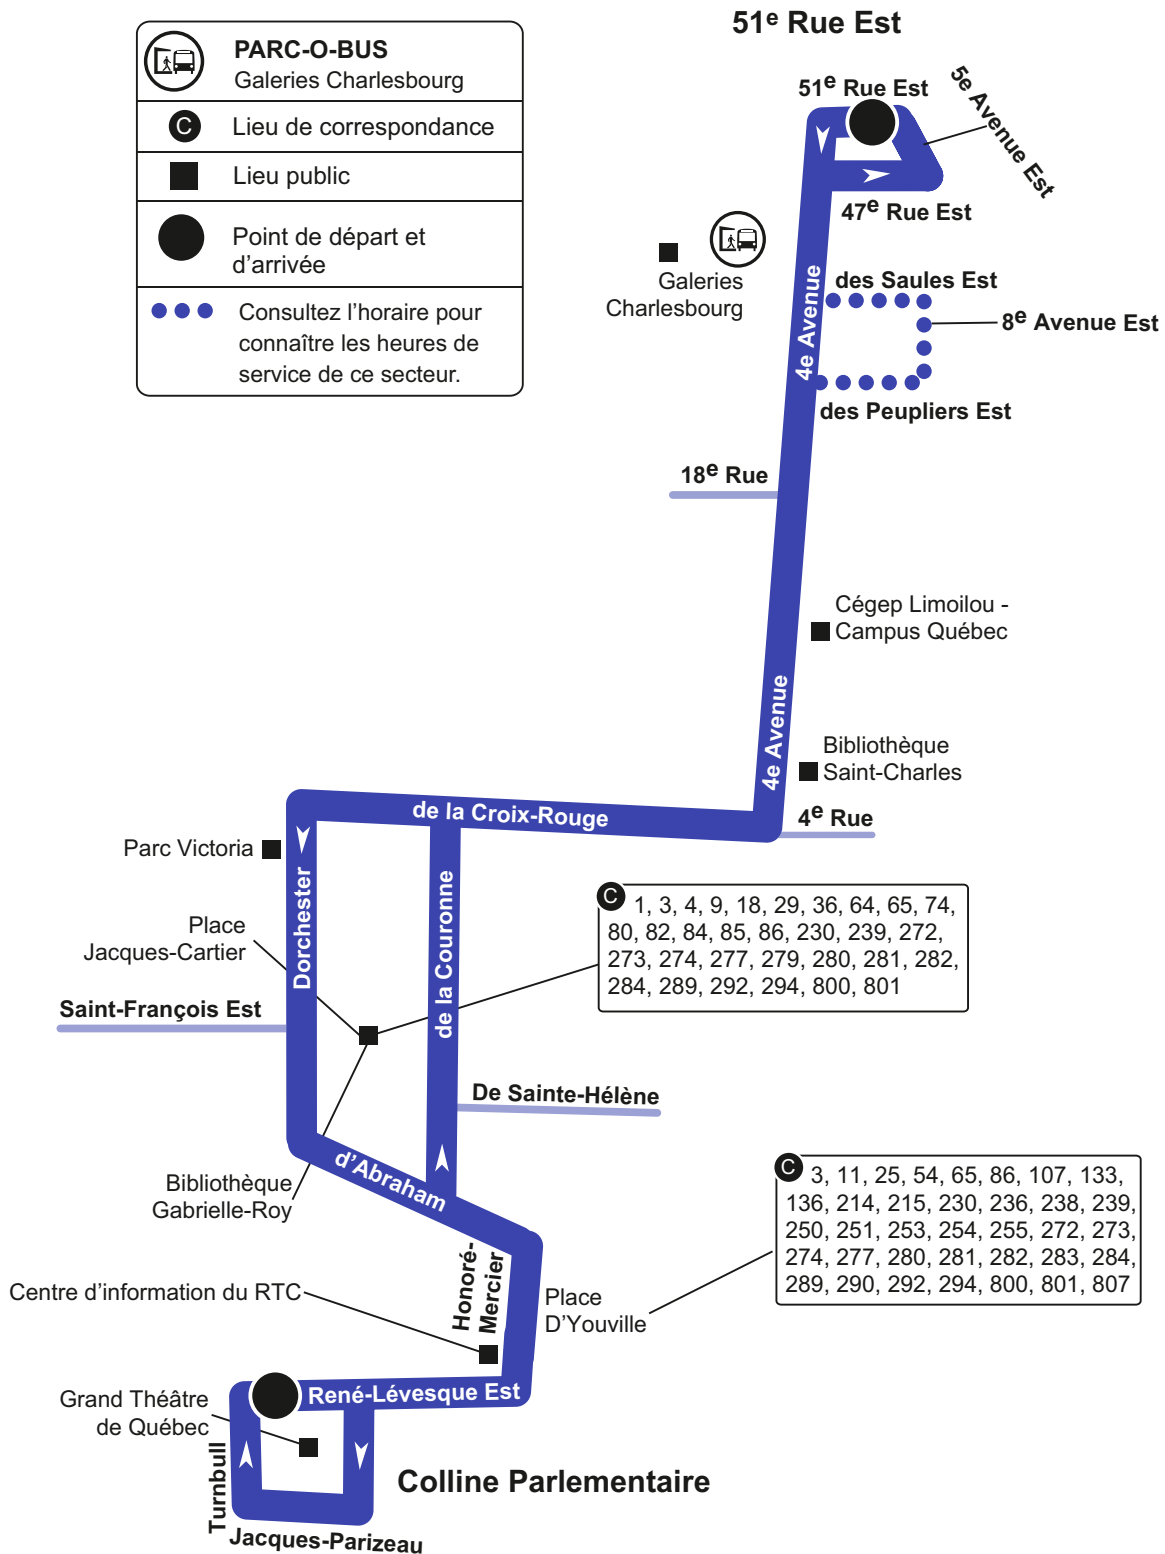 51e Rue Est
PARC-O-BUS
Galeries Charlesbourg
C
Lieu de correspondance
Lieu public
Point de départ et
d'arrivée
Consultez l'horaire pour
connaître les heures de
service de ce secteur.
51e Rue Est
5e Avenue Est
47e Rue Est
Galeries
Charlesbourg
4e Avenue
des Saules Est
8e Avenue Est
des Peupliers Est
18e Rue
Cégep Limoilou -
Campus Québec
4e Avenue
Bibliothèque
Saint-Charles
de la Croix-Rouge
4e Rue
Parc Victoria
Dorchester
de la Couronne
C 1, 3, 4, 9, 18, 29, 36, 64, 65, 74,
80, 82, 84, 85, 86, 230, 239, 272,
273, 274, 277, 279, 280, 281, 282,
284, 289, 292, 294, 800, 801
Place
Jacques-Cartier
Saint-François Est
De Sainte-Hélène
d'Abraham
Bibliothèque
Gabrielle-Roy
C 3, 11, 25, 54, 65, 86, 107, 133,
136, 214, 215, 230, 236, 238, 239,
250, 251, 253, 254, 255, 272, 273,
274, 277, 280, 281, 282, 283, 284,
289, 290, 292, 294, 800, 801, 807
Honoré-
Mercier
Centre d'information du RTC
Place
D'Youville
René-Lévesque Est
Grand Théâtre
de Québec
Turnbull
Colline Parlementaire
Jacques-Parizeau